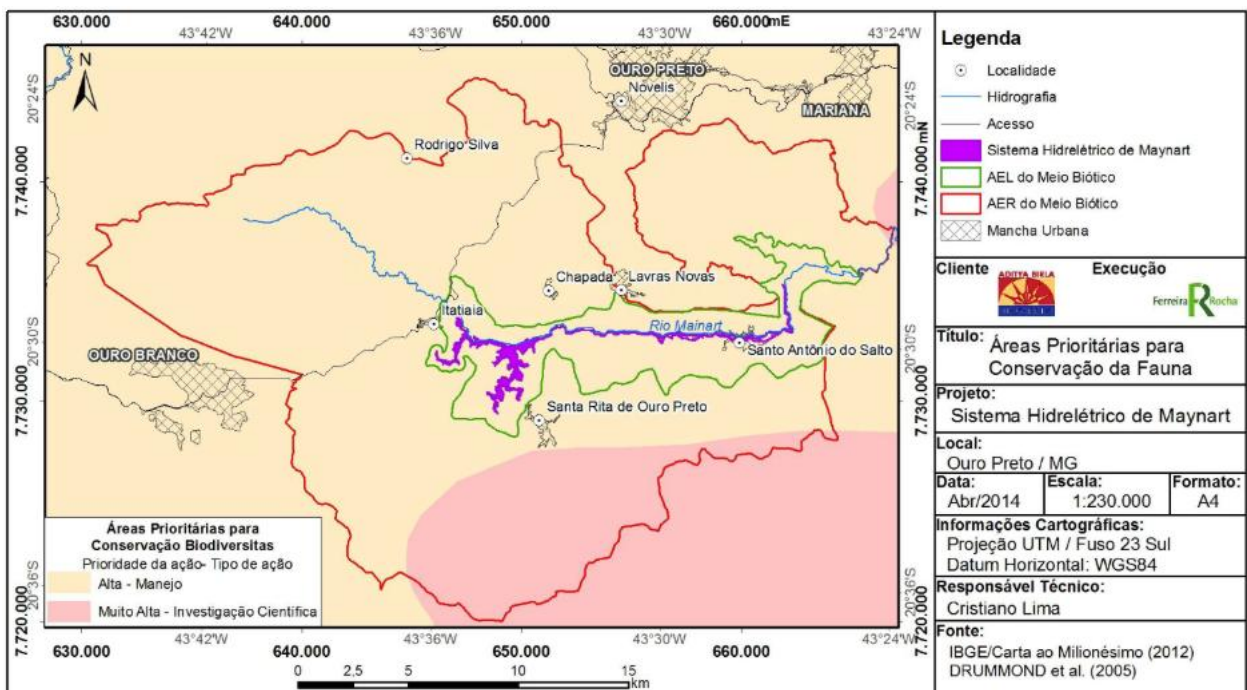 630.000 640.000 650.000 660.000 mE
43°42'W 43°36'W 43°30'W 43°24'W
N
20°24'S
7.740.000
20°30'S
7.730.000
20°36'S
7.720.000
OURO PRETO
Novelis
MARIANA
Rodrigo Silva
Chapada
Lavras Novas
Itatiaia
Rio Mainart
Santo Antônio do Salto
OURO BRANCO
Santa Rita de Ouro Preto
20°24'S
7.740.000 mN
20°30'S
7.730.000
20°36'S
7.720.000
Áreas Prioritárias para
Conservação Biodiversitas
Prioridade da ação- Tipo de ação
Alta - Manejo
Muito Alta - Investigação Científica
43°42'W 43°36'W 43°30'W 43°24'W
630.000 640.000 650.000 660.000
0 2,5 5 10 15
km
Legenda
Localidade
Hidrografia
Acesso
Sistema Hidrelétrico de Maynart
AEL do Meio Biótico
AER do Meio Biótico
Mancha Urbana
Cliente Execução
ADITYA BIRLA
Ferreira Rocha
Título: Áreas Prioritárias para
Conservação da Fauna
Projeto:
Sistema Hidrelétrico de Maynart
Local:
Ouro Preto / MG
Data: Escala: Formato:
Abr/2014 1:230.000 A4
Informações Cartográficas:
Projeção UTM / Fuso 23 Sul
Datum Horizontal: WGS84
Responsável Técnico:
Cristiano Lima
Fonte:
IBGE/Carta ao Milionésimo (2012)
DRUMMOND et al. (2005)